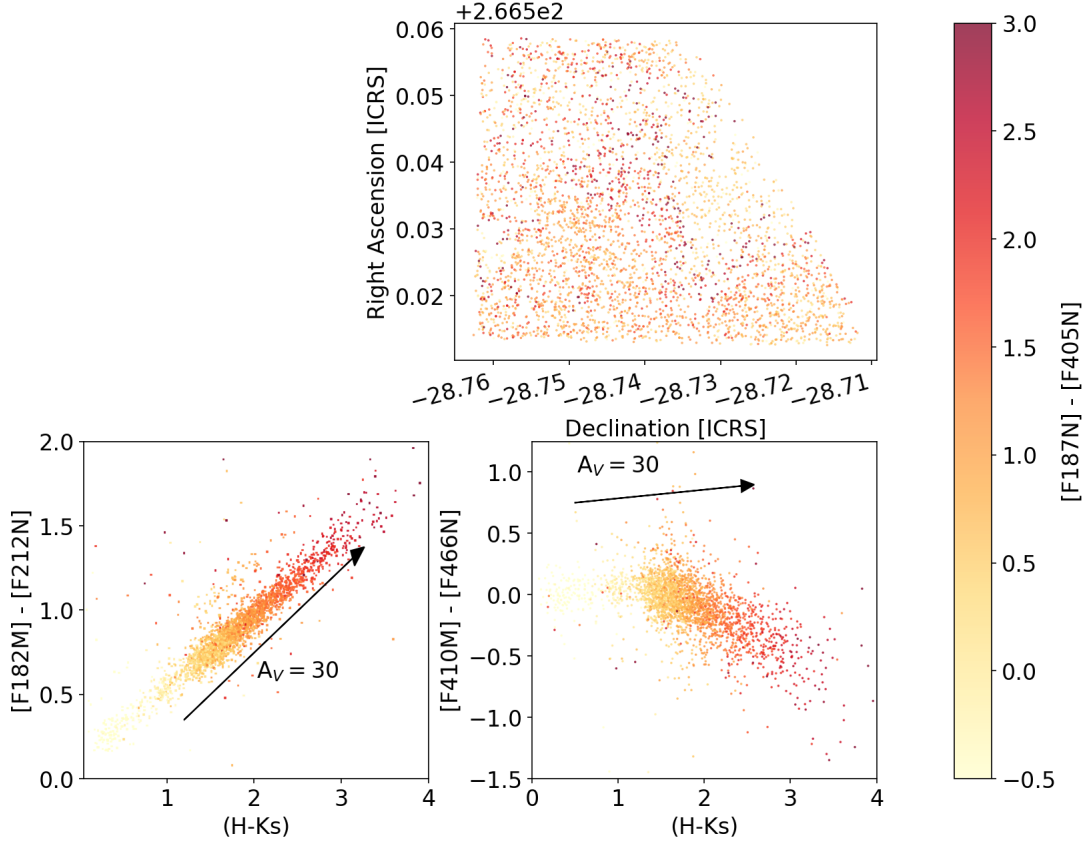 +2.665e2
0.06
0.05
0.04
0.03
0.02
Right Ascension [ICRS]
−28.76 −28.75 −28.74 −28.73 −28.72 −28.71
Declination [ICRS]
3.0
2.5
2.0
1.5
1.0
0.5
0.0
−0.5
[F187N] - [F405N]
2.0
1.5
1.0
0.5
0.0
[F182M] - [F212N]
A_V = 30
1 2 3 4
(H-Ks)
1.0
0.5
0.0
−0.5
−1.0
−1.5
[F410M] - [F466N]
A_V = 30
0 1 2 3 4
(H-Ks)